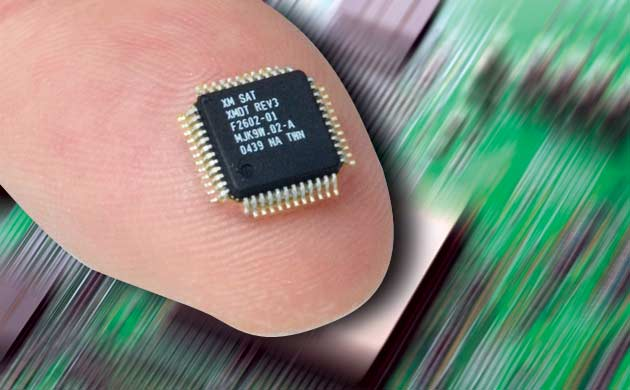 XM SAT
XMDT REV3
F2602-01
MJK9W.02-A
0439 NA TWN